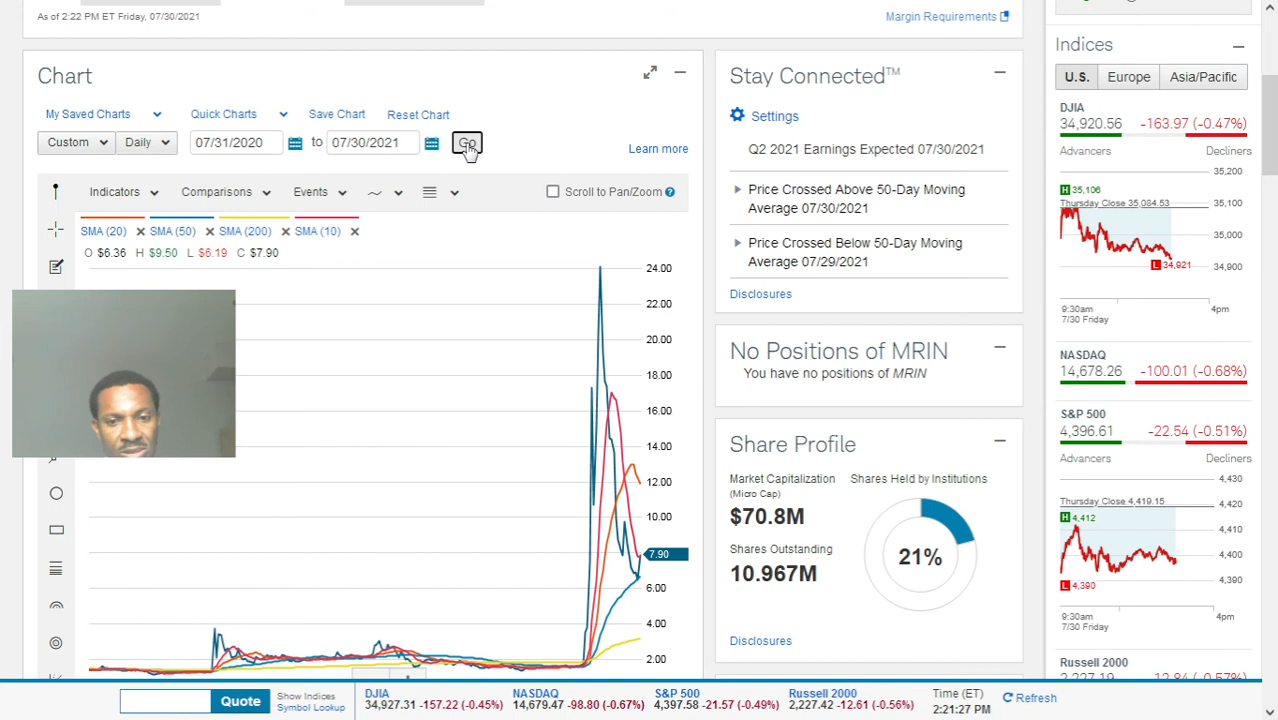 As of 2:22 PM ET Friday, 07/30/2021
Margin Requirements
Chart
My Saved Charts Quick Charts Save Chart Reset Chart
Custom Daily 07/31/2020 to 07/30/2021 Go
Learn more
Indicators Comparisons Events Scroll to Pan/Zoom ?
SMA (20) × SMA (50) × SMA (200) × SMA (10) ×
O $6.36 H $9.50 L $6.19 C $7.90
24.00
22.00
20.00
18.00
16.00
14.00
12.00
10.00
7.90
6.00
4.00
2.00
Stay Connected™
Settings
Q2 2021 Earnings Expected 07/30/2021
Price Crossed Above 50-Day Moving
Average 07/30/2021
Price Crossed Below 50-Day Moving
Average 07/29/2021
Disclosures
No Positions of MRIN
You have no positions of MRIN
Share Profile
Market Capitalization
(Micro Cap)
$70.8M
Shares Outstanding
10.967M
Shares Held by Institutions
21%
Disclosures
Indices
U.S. Europe Asia/Pacific
DJIA
34,920.56 -163.97 (-0.47%)
Advancers Decliners
35,200
H 35,106
Thursday Close 35,084.53
35,100
35,000
L 34,921
34,900
9:30am 4pm
7/30 Friday
NASDAQ
14,678.26 -100.01 (-0.68%)
S&P 500
4,396.61 -22.54 (-0.51%)
Advancers Decliners
4,430
Thursday Close 4,419.15
4,420
H 4,412
4,410
4,400
4,390
L 4,390
9:30am 4pm
7/30 Friday
Russell 2000
2,227.19 -12.84 (-0.57%)
Quote
Show Indices
Symbol Lookup
DJIA
34,927.31 -157.22 (-0.45%)
NASDAQ
14,679.47 -98.80 (-0.67%)
S&P 500
4,397.58 -21.57 (-0.49%)
Russell 2000
2,227.42 -12.61 (-0.56%)
Time (ET)
2:21:27 PM
Refresh